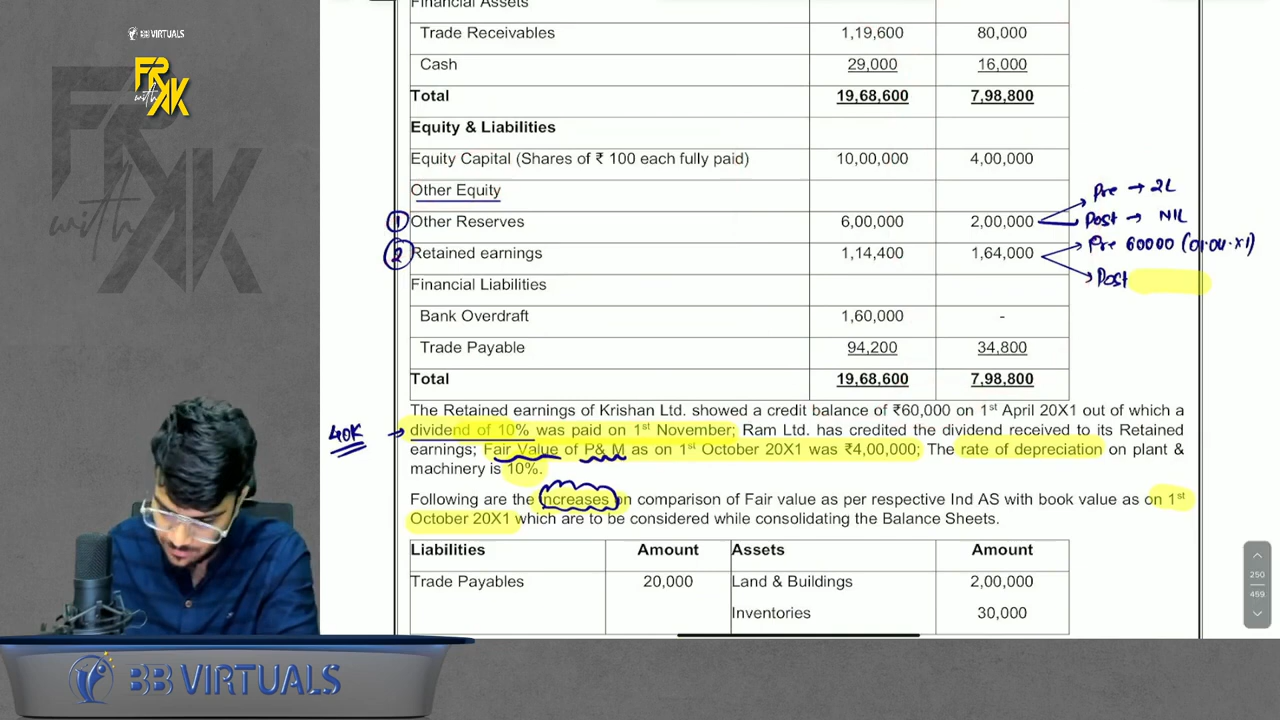 BB VIRTUALS
FR
with
AK
Financial Assets
Trade Receivables 1,19,600 80,000
Cash 29,000 16,000
Total 19,68,600 7,98,800
Equity & Liabilities
Equity Capital (Shares of ₹ 100 each fully paid) 10,00,000 4,00,000
Other Equity
Pre → 2L
① Other Reserves 6,00,000 2,00,000 Post → NIL
② Retained earnings 1,14,400 1,64,000 Pre 60000 (01.04.X1)
Post
Financial Liabilities
Bank Overdraft 1,60,000 -
Trade Payable 94,200 34,800
Total 19,68,600 7,98,800
The Retained earnings of Krishan Ltd. showed a credit balance of ₹60,000 on 1st April 20X1 out of which a
40K → dividend of 10% was paid on 1st November; Ram Ltd. has credited the dividend received to its Retained
earnings; Fair Value of P& M as on 1st October 20X1 was ₹4,00,000; The rate of depreciation on plant &
machinery is 10%.
Following are the increases on comparison of Fair value as per respective Ind AS with book value as on 1st
October 20X1 which are to be considered while consolidating the Balance Sheets.
Liabilities Amount Assets Amount
Trade Payables 20,000 Land & Buildings 2,00,000
Inventories 30,000
250
459
BB VIRTUALS